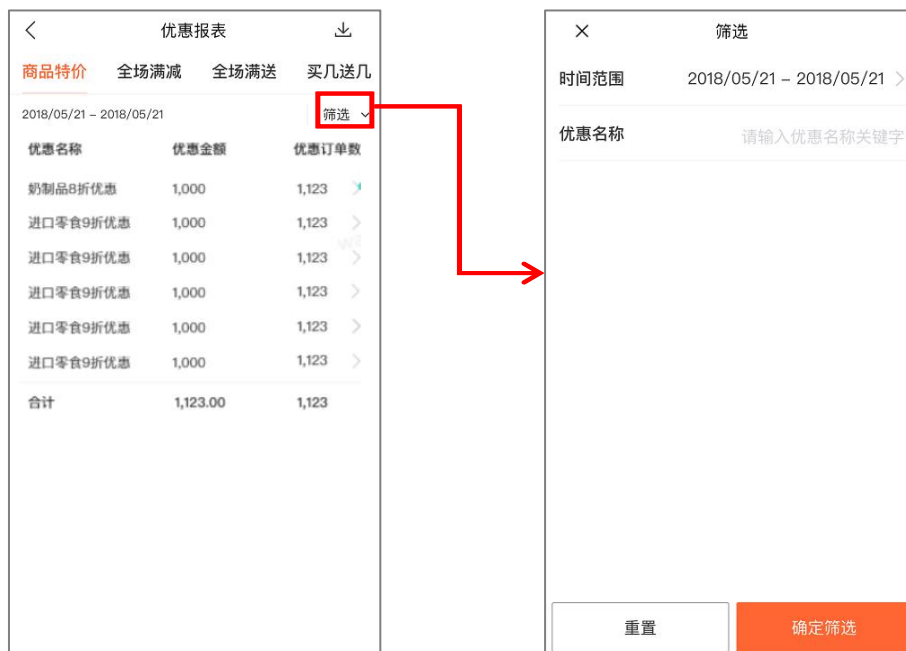 优惠报表
商品特价 全场满减 全场满送 买几送几
2018/05/21 – 2018/05/21 筛选
优惠名称 优惠金额 优惠订单数
奶制品8折优惠 1,000 1,123
进口零食9折优惠 1,000 1,123
进口零食9折优惠 1,000 1,123
进口零食9折优惠 1,000 1,123
进口零食9折优惠 1,000 1,123
进口零食9折优惠 1,000 1,123
合计 1,123.00 1,123
筛选
时间范围 2018/05/21 – 2018/05/21
优惠名称 请输入优惠名称关键字
重置 确定筛选